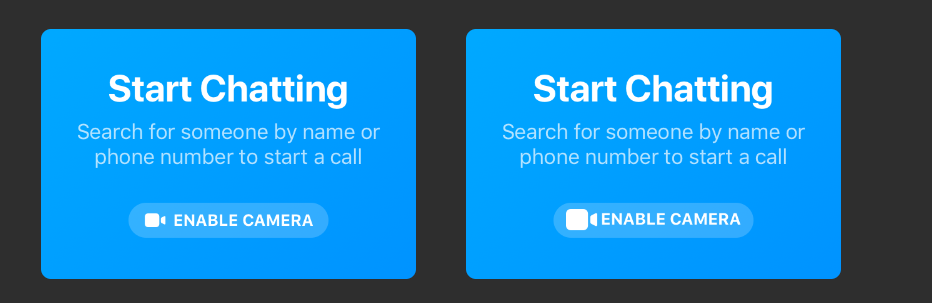 Start Chatting
Search for someone by name or
phone number to start a call
ENABLE CAMERA
Start Chatting
Search for someone by name or
phone number to start a call
ENABLE CAMERA